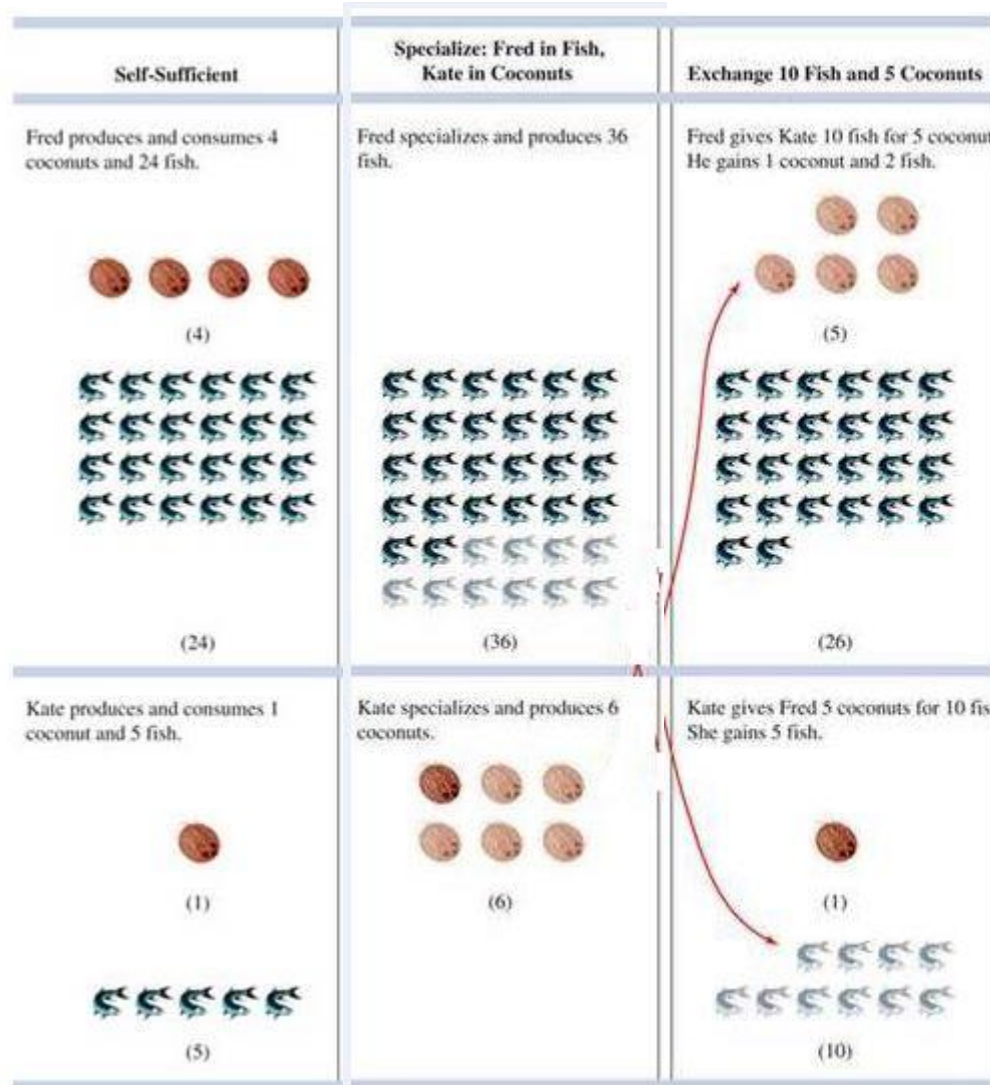 Self-Sufficient
Specialize: Fred in Fish,
Kate in Coconuts
Exchange 10 Fish and 5 Coconuts
Fred produces and consumes 4
coconuts and 24 fish.
Fred specializes and produces 36
fish.
Fred gives Kate 10 fish for 5 coconut
He gains 1 coconut and 2 fish.
(4)
(5)
(24)
(36)
(26)
Kate produces and consumes 1
coconut and 5 fish.
Kate specializes and produces 6
coconuts.
Kate gives Fred 5 coconuts for 10 fis
She gains 5 fish.
(1)
(6)
(1)
(5)
(10)